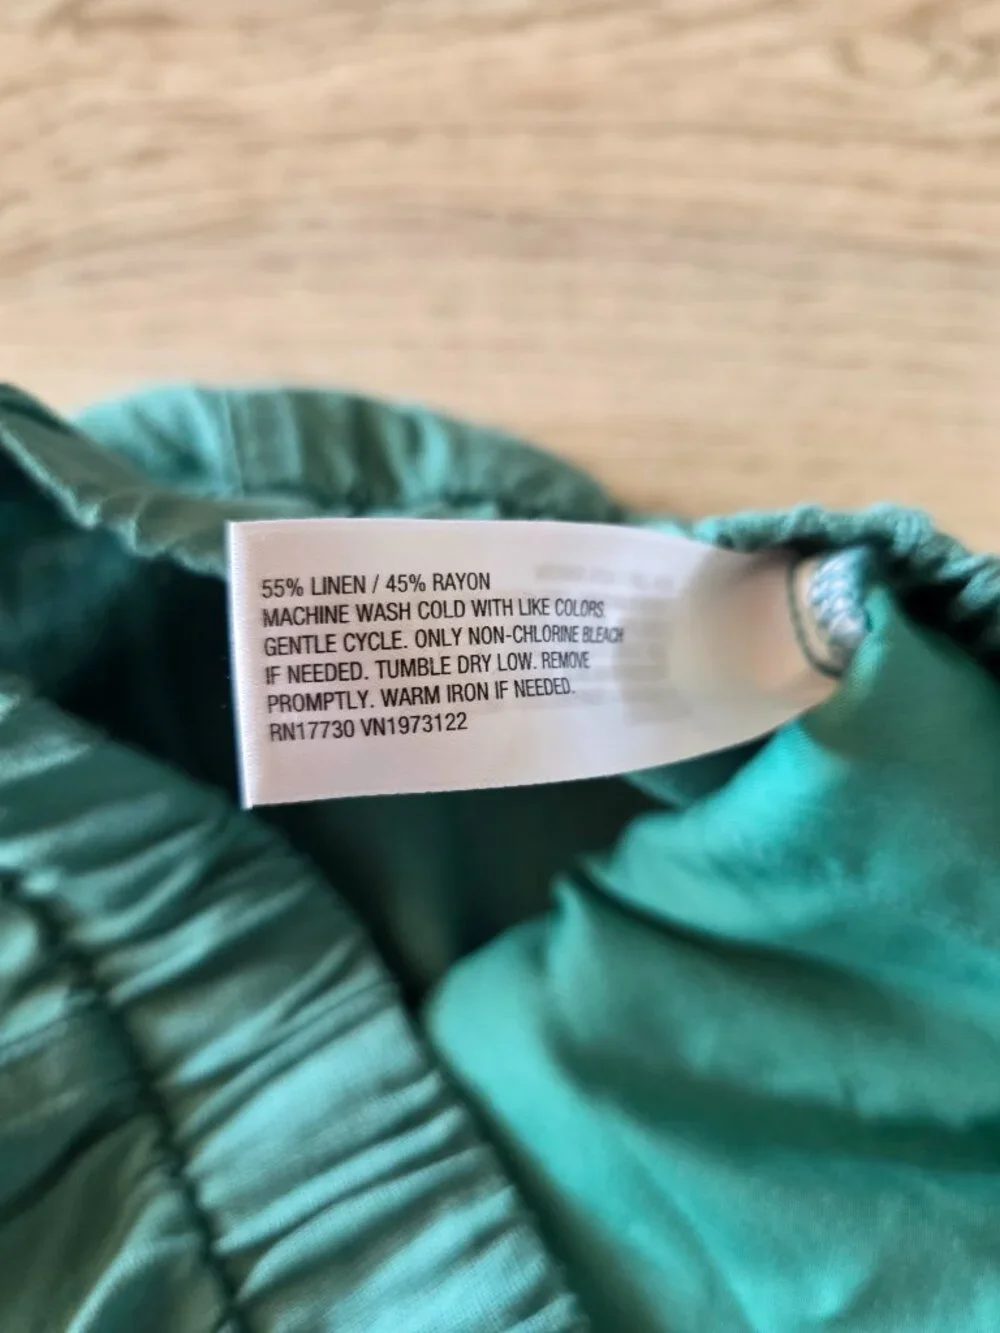 55% LINEN / 45% RAYON
MACHINE WASH COLD WITH LIKE COLORS.
GENTLE CYCLE. ONLY NON-CHLORINE BLEACH
IF NEEDED. TUMBLE DRY LOW. REMOVE
PROMPTLY. WARM IRON IF NEEDED.
RN17730 VN1973122